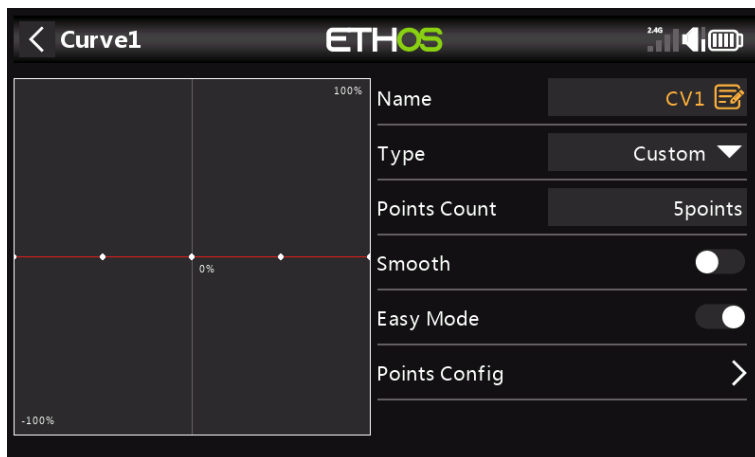 Curve1
ETHOS
2.4G
100%
0%
-100%
Name
CV1
Type
Custom
Points Count
5points
Smooth
Easy Mode
Points Config